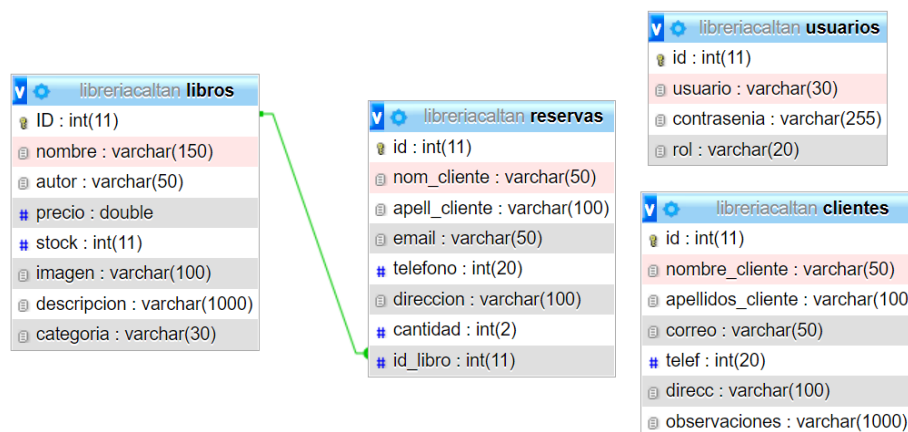 libreriacaltan libros
ID : int(11)
nombre : varchar(150)
autor : varchar(50)
precio : double
stock : int(11)
imagen : varchar(100)
descripcion : varchar(1000)
categoria : varchar(30)
libreriacaltan reservas
id : int(11)
nom_cliente : varchar(50)
apell_cliente : varchar(100)
email : varchar(50)
telefono : int(20)
direccion : varchar(100)
cantidad : int(2)
id_libro : int(11)
libreriacaltan usuarios
id : int(11)
usuario : varchar(30)
contrasenia : varchar(255)
rol : varchar(20)
libreriacaltan clientes
id : int(11)
nombre_cliente : varchar(50)
apellidos_cliente : varchar(100
correo : varchar(50)
telef : int(20)
direcc : varchar(100)
observaciones : varchar(1000)